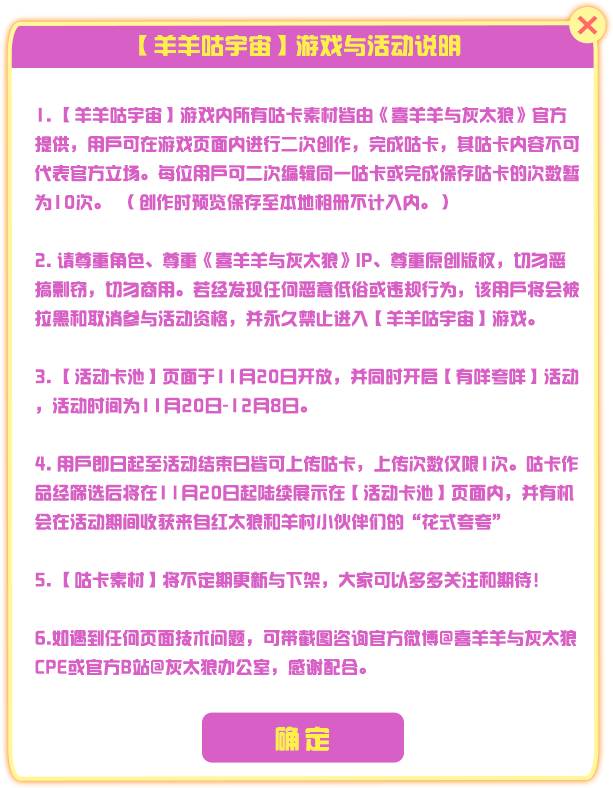 【羊羊咕宇宙】游戏与活动说明
1.【羊羊咕宇宙】游戏内所有咕卡素材皆由《喜羊羊与灰太狼》官方
提供，用户可在游戏页面内进行二次创作，完成咕卡，其咕卡内容不可
代表官方立场。每位用户可二次编辑同一咕卡或完成保存咕卡的次数暂
为10次。（创作时预览保存至本地相册不计入内。）
2. 请尊重角色、尊重《喜羊羊与灰太狼》IP、尊重原创版权，切勿恶
搞剽窃，切勿商用。若经发现任何恶意低俗或违规行为，该用户将会被
拉黑和取消参与活动资格，并永久禁止进入【羊羊咕宇宙】游戏。
3.【活动卡池】页面于11月20日开放，并同时开启【有咩夸咩】活动
，活动时间为11月20日-12月8日。
4. 用户即日起至活动结束日皆可上传咕卡，上传次数仅限1次。咕卡作
品经筛选后将在11月20日起陆续展示在【活动卡池】页面内，并有机
会在活动期间收获来自红太狼和羊村小伙伴们的“花式夸夸”
5.【咕卡素材】将不定期更新与下架，大家可以多多关注和期待！
6.如遇到任何页面技术问题，可带截图咨询官方微博@喜羊羊与灰太狼
CPE或官方B站@灰太狼办公室，感谢配合。
确定